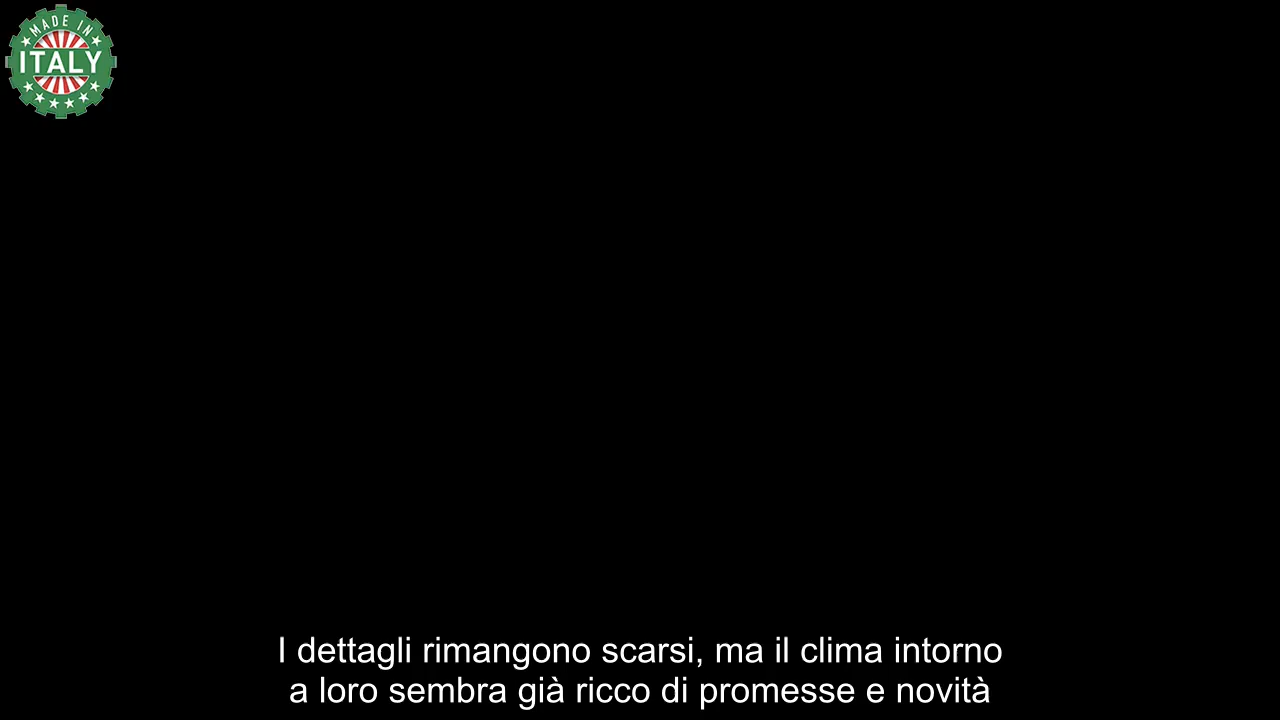 MADE IN
ITALY
I dettagli rimangono scarsi, ma il clima intorno
a loro sembra già ricco di promesse e novità